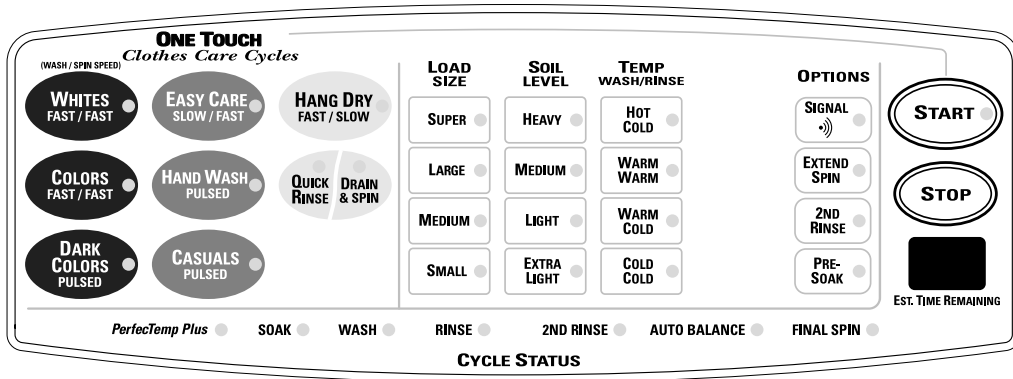 ONE TOUCH
Clothes Care Cycles
(WASH / SPIN SPEED)
WHITES
FAST / FAST
EASY CARE
SLOW / FAST
HANG DRY
FAST / SLOW
COLORS
FAST / FAST
HAND WASH
PULSED
QUICK
RINSE
DRAIN
& SPIN
DARK
COLORS
PULSED
CASUALS
PULSED
LOAD
SIZE
SUPER
LARGE
MEDIUM
SMALL
SOIL
LEVEL
HEAVY
MEDIUM
LIGHT
EXTRA
LIGHT
TEMP
WASH/RINSE
HOT
COLD
WARM
WARM
WARM
COLD
COLD
COLD
OPTIONS
SIGNAL
EXTEND
SPIN
2ND
RINSE
PRE-
SOAK
START
STOP
EST. TIME REMAINING
PerfecTemp Plus SOAK WASH RINSE 2ND RINSE AUTO BALANCE FINAL SPIN
CYCLE STATUS